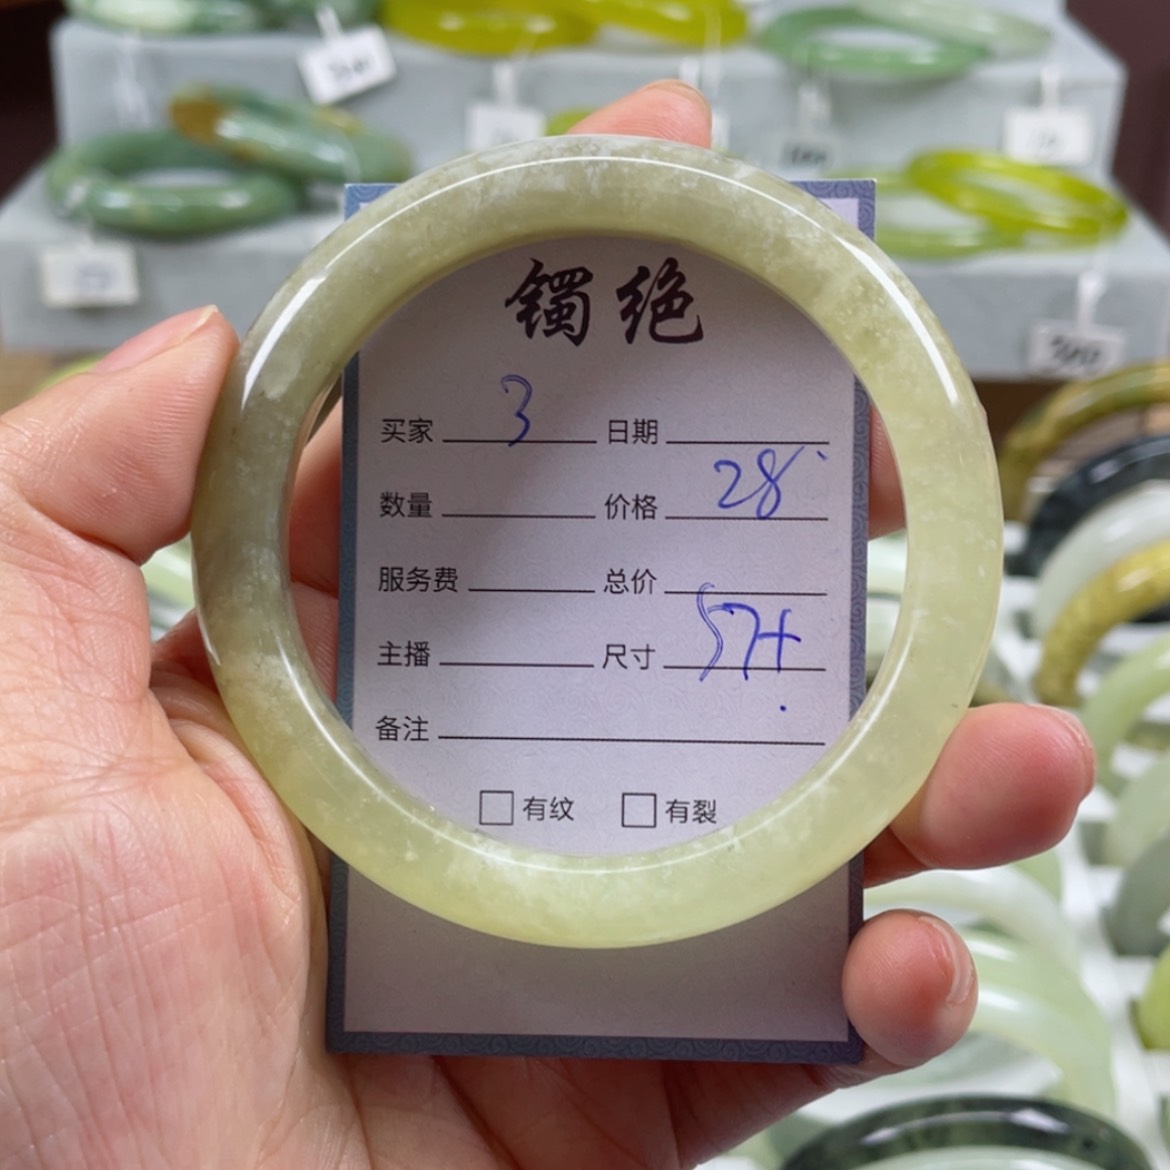 镯绝
买家 3 日期
数量 价格 28
服务费 总价
主播 尺寸 57+
备注
□有纹 □有裂